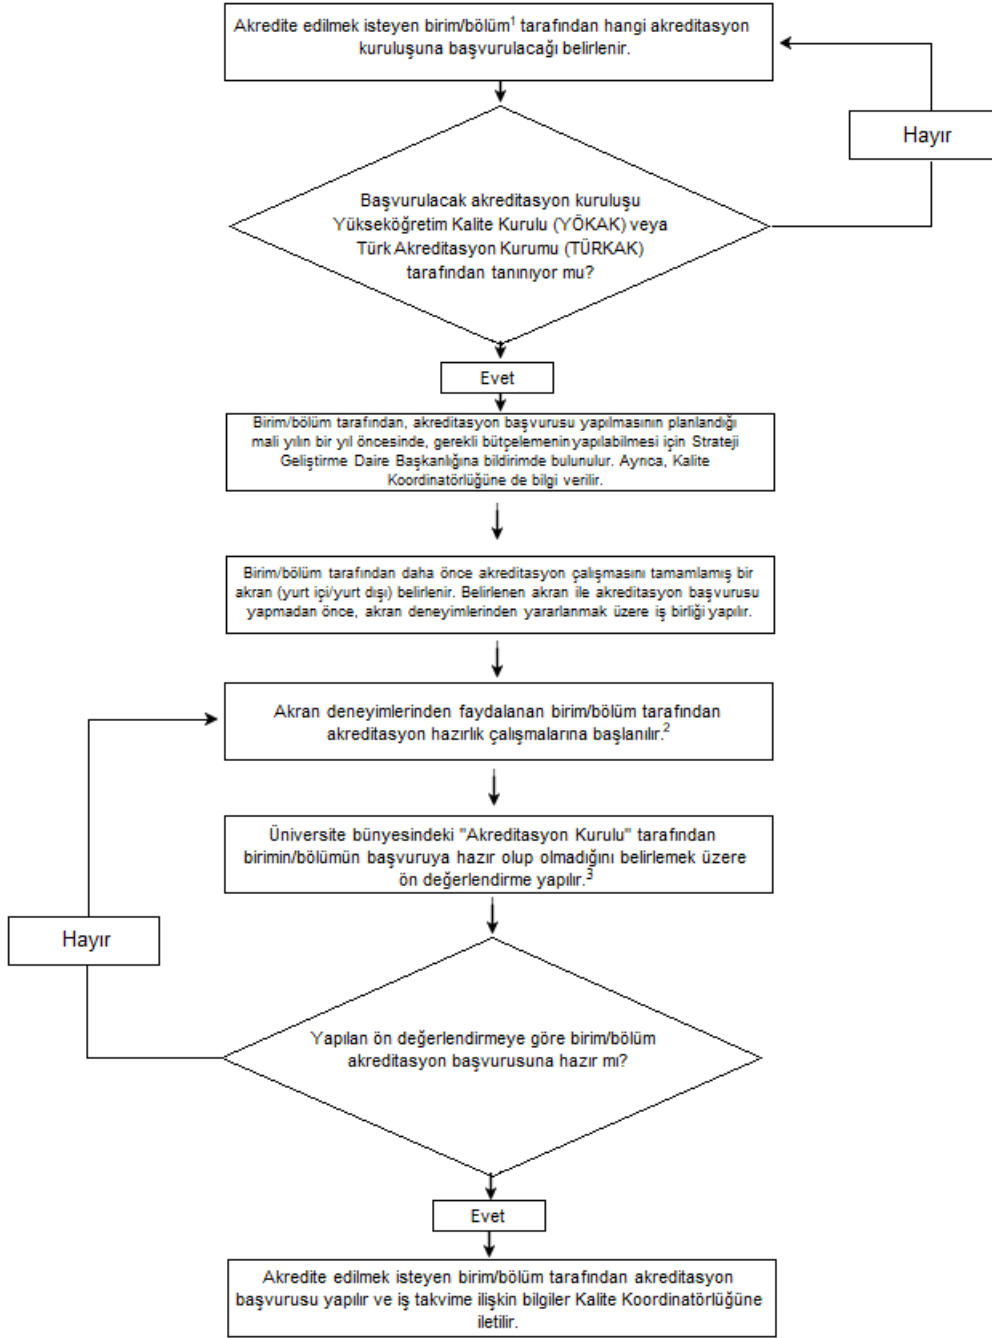 Akredite edilmek isteyen birim/bölüm¹ tarafından hangi akreditasyon
kuruluşuna başvurulacağı belirlenir.
Hayır
Başvurulacak akreditasyon kuruluşu
Yükseköğretim Kalite Kurulu (YÖKAK) veya
Türk Akreditasyon Kurumu (TÜRKAK)
tarafından tanınıyor mu?
Evet
Birim/bölüm tarafından, akreditasyon başvurusu yapılmasının planlandığı
mali yılın bir yıl öncesinde, gerekli bütçelemenin yapılabilmesi için Strateji
Geliştirme Daire Başkanlığına bildirimde bulunulur. Ayrıca, Kalite
Koordinatörlüğüne de bilgi verilir.
Birim/bölüm tarafından daha önce akreditasyon çalışmasını tamamlamış bir
akran (yurt içi/yurt dışı) belirlenir. Belirlenen akran ile akreditasyon başvurusu
yapmadan önce, akran deneyimlerinden yararlanmak üzere iş birliği yapılır.
Akran deneyimlerinden faydalanan birim/bölüm tarafından
akreditasyon hazırlık çalışmalarına başlanılır.²
Üniversite bünyesindeki "Akreditasyon Kurulu" tarafından
birimin/bölümün başvuruya hazır olup olmadığını belirlemek üzere
ön değerlendirme yapılır.³
Hayır
Yapılan ön değerlendirmeye göre birim/bölüm
akreditasyon başvurusuna hazır mı?
Evet
Akredite edilmek isteyen birim/bölüm tarafından akreditasyon
başvurusu yapılır ve iş takvime ilişkin bilgiler Kalite Koordinatörlüğüne
iletilir.